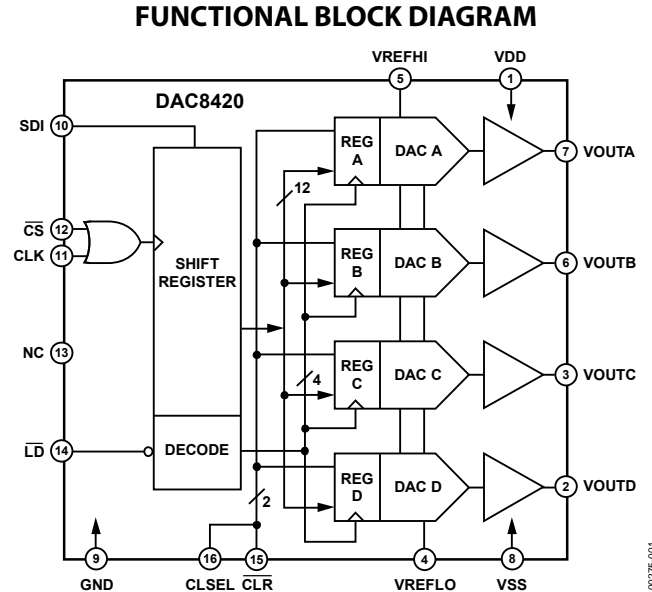 FUNCTIONAL BLOCK DIAGRAM
VREFHI
VDD
5
1
DAC8420
SDI 10
REG A
DAC A
7 VOUTA
12
CS 12
CLK 11
SHIFT REGISTER
REG B
DAC B
6 VOUTB
NC 13
4
REG C
DAC C
3 VOUTC
LD 14
DECODE
REG D
DAC D
2 VOUTD
2
9
16
15
4
8
GND
CLSEL
CLR
VREFLO
VSS
00275-001